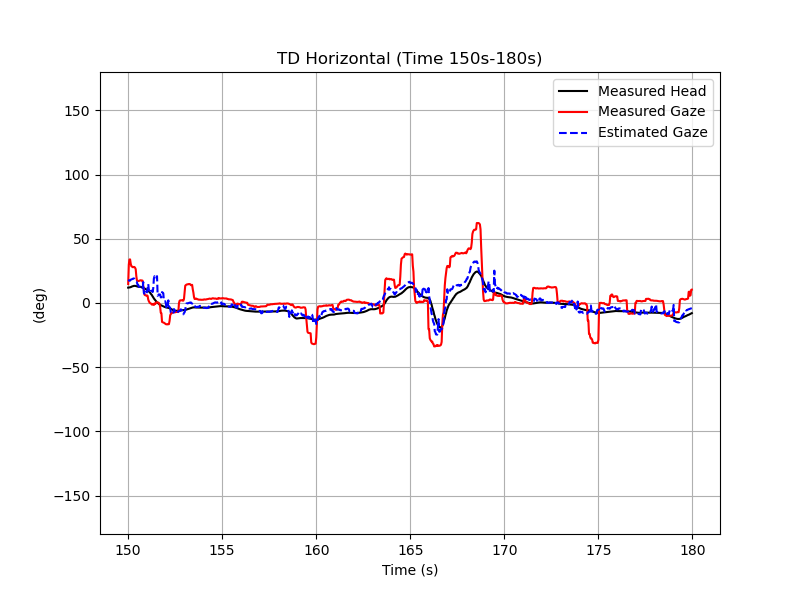 TD Horizontal (Time 150s-180s)
Measured Head
Measured Gaze
Estimated Gaze
150
100
50
0
−50
−100
−150
(deg)
150 155 160 165 170 175 180
Time (s)